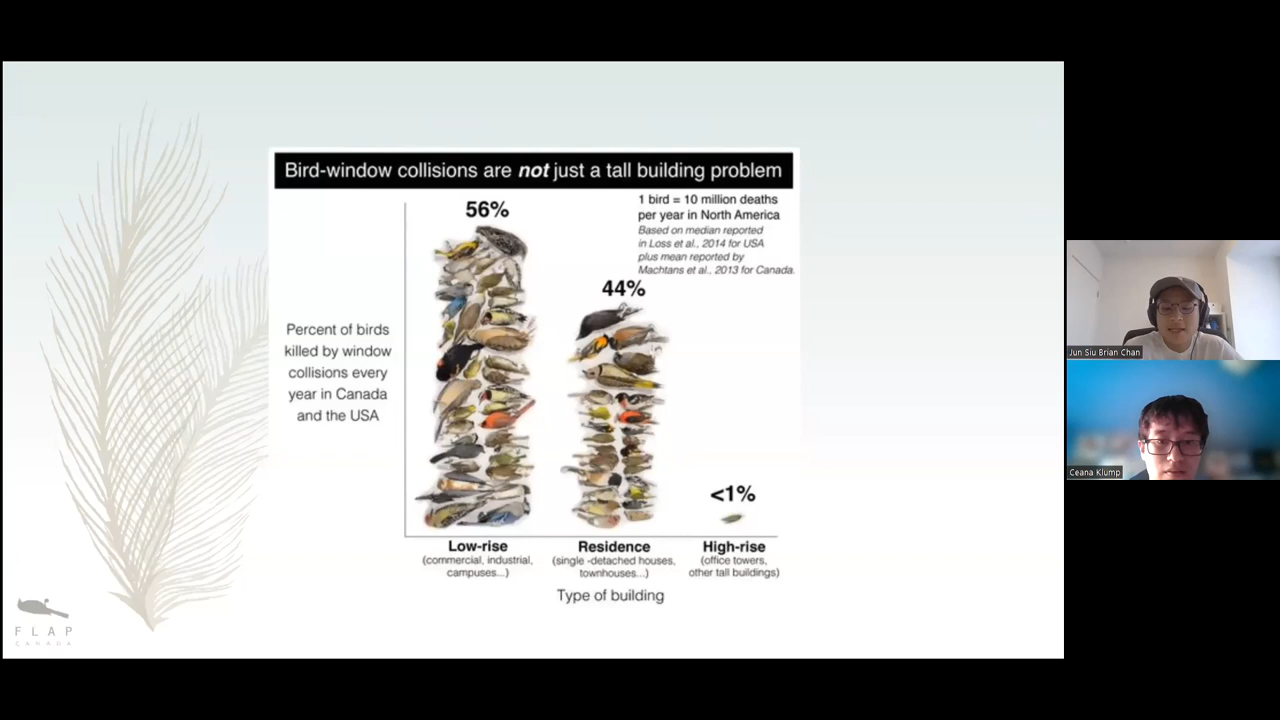 Bird-window collisions are not just a tall building problem
56%
1 bird = 10 million deaths
per year in North America
Based on median reported
in Loss et al., 2014 for USA
plus mean reported by
Machtans et al., 2013 for Canada.
44%
Percent of birds
killed by window
collisions every
year in Canada
and the USA
<1%
Low-rise
(commercial, industrial,
campuses...)
Residence
(single -detached houses,
townhouses...)
High-rise
(office towers,
other tall buildings)
Type of building
FLAP
CANADA
Jun Siu Brian Chan
Ceana Klump